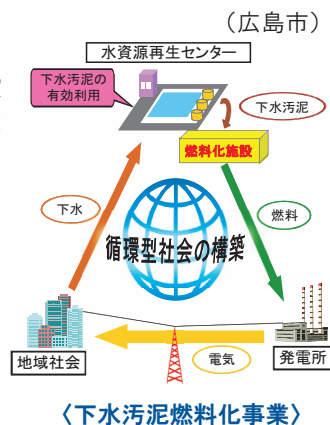 （広島市）
水資源再生センター
下水汚泥の
有効利用
下水汚泥
燃料化施設
下水
燃料
循環型社会の構築
地域社会
電気
発電所
〈下水汚泥燃料化事業〉